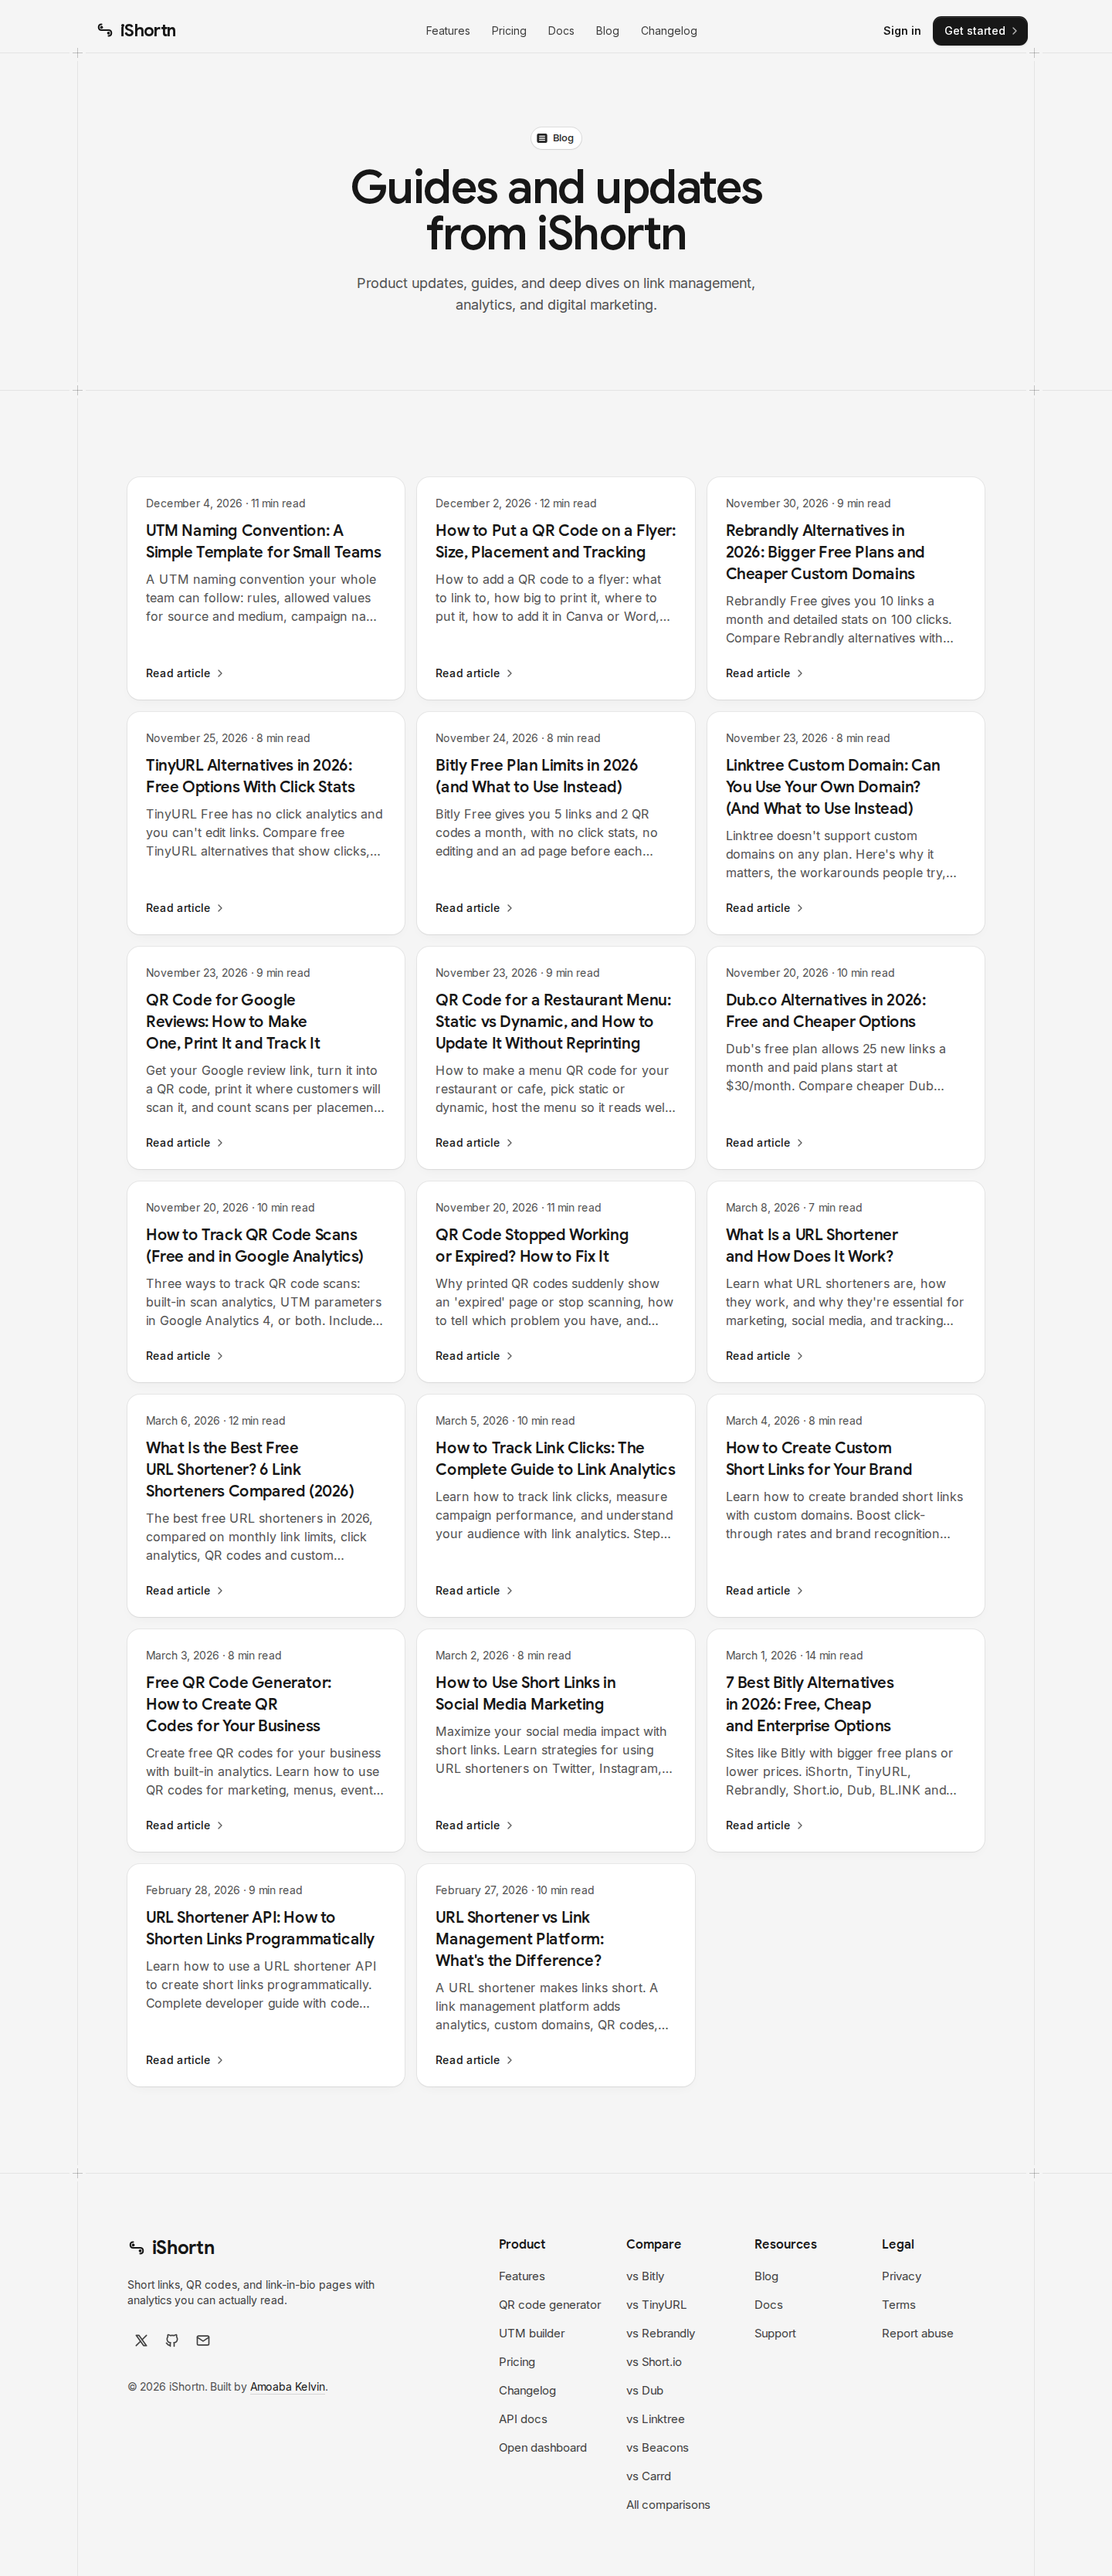 iShortn
Features
Pricing
Docs
Blog
Changelog
Sign in
Get started
Blog
Guides and updates
from iShortn
Product updates, guides, and deep dives on link management,
analytics, and digital marketing.
December 4, 2026 · 11 min read
UTM Naming Convention: A
Simple Template for Small Teams
A UTM naming convention your whole
team can follow: rules, allowed values
for source and medium, campaign na...
Read article
December 2, 2026 · 12 min read
How to Put a QR Code on a Flyer:
Size, Placement and Tracking
How to add a QR code to a flyer: what
to link to, how big to print it, where to
put it, how to add it in Canva or Word,...
Read article
November 30, 2026 · 9 min read
Rebrandly Alternatives in
2026: Bigger Free Plans and
Cheaper Custom Domains
Rebrandly Free gives you 10 links a
month and detailed stats on 100 clicks.
Compare Rebrandly alternatives with...
Read article
November 25, 2026 · 8 min read
TinyURL Alternatives in 2026:
Free Options With Click Stats
TinyURL Free has no click analytics and
you can't edit links. Compare free
TinyURL alternatives that show clicks,...
Read article
November 24, 2026 · 8 min read
Bitly Free Plan Limits in 2026
(and What to Use Instead)
Bitly Free gives you 5 links and 2 QR
codes a month, with no click stats, no
editing and an ad page before each...
Read article
November 23, 2026 · 8 min read
Linktree Custom Domain: Can
You Use Your Own Domain?
(And What to Use Instead)
Linktree doesn't support custom
domains on any plan. Here's why it
matters, the workarounds people try,...
Read article
November 23, 2026 · 9 min read
QR Code for Google
Reviews: How to Make
One, Print It and Track It
Get your Google review link, turn it into
a QR code, print it where customers will
scan it, and count scans per placemen...
Read article
November 23, 2026 · 9 min read
QR Code for a Restaurant Menu:
Static vs Dynamic, and How to
Update It Without Reprinting
How to make a menu QR code for your
restaurant or cafe, pick static or
dynamic, host the menu so it reads wel...
Read article
November 20, 2026 · 10 min read
Dub.co Alternatives in 2026:
Free and Cheaper Options
Dub's free plan allows 25 new links a
month and paid plans start at
$30/month. Compare cheaper Dub...
Read article
November 20, 2026 · 10 min read
How to Track QR Code Scans
(Free and in Google Analytics)
Three ways to track QR code scans:
built-in scan analytics, UTM parameters
in Google Analytics 4, or both. Include...
Read article
November 20, 2026 · 11 min read
QR Code Stopped Working
or Expired? How to Fix It
Why printed QR codes suddenly show
an 'expired' page or stop scanning, how
to tell which problem you have, and...
Read article
March 8, 2026 · 7 min read
What Is a URL Shortener
and How Does It Work?
Learn what URL shorteners are, how
they work, and why they're essential for
marketing, social media, and tracking...
Read article
March 6, 2026 · 12 min read
What Is the Best Free
URL Shortener? 6 Link
Shorteners Compared (2026)
The best free URL shorteners in 2026,
compared on monthly link limits, click
analytics, QR codes and custom...
Read article
March 5, 2026 · 10 min read
How to Track Link Clicks: The
Complete Guide to Link Analytics
Learn how to track link clicks, measure
campaign performance, and understand
your audience with link analytics. Step...
Read article
March 4, 2026 · 8 min read
How to Create Custom
Short Links for Your Brand
Learn how to create branded short links
with custom domains. Boost click-
through rates and brand recognition...
Read article
March 3, 2026 · 8 min read
Free QR Code Generator:
How to Create QR
Codes for Your Business
Create free QR codes for your business
with built-in analytics. Learn how to use
QR codes for marketing, menus, event...
Read article
March 2, 2026 · 8 min read
How to Use Short Links in
Social Media Marketing
Maximize your social media impact with
short links. Learn strategies for using
URL shorteners on Twitter, Instagram,...
Read article
March 1, 2026 · 14 min read
7 Best Bitly Alternatives
in 2026: Free, Cheap
and Enterprise Options
Sites like Bitly with bigger free plans or
lower prices. iShortn, TinyURL,
Rebrandly, Short.io, Dub, BL.INK and...
Read article
February 28, 2026 · 9 min read
URL Shortener API: How to
Shorten Links Programmatically
Learn how to use a URL shortener API
to create short links programmatically.
Complete developer guide with code...
Read article
February 27, 2026 · 10 min read
URL Shortener vs Link
Management Platform:
What's the Difference?
A URL shortener makes links short. A
link management platform adds
analytics, custom domains, QR codes,...
Read article
iShortn
Short links, QR codes, and link-in-bio pages with
analytics you can actually read.
© 2026 iShortn. Built by Amoaba Kelvin.
Product
Features
QR code generator
UTM builder
Pricing
Changelog
API docs
Open dashboard
Compare
vs Bitly
vs TinyURL
vs Rebrandly
vs Short.io
vs Dub
vs Linktree
vs Beacons
vs Carrd
All comparisons
Resources
Blog
Docs
Support
Legal
Privacy
Terms
Report abuse